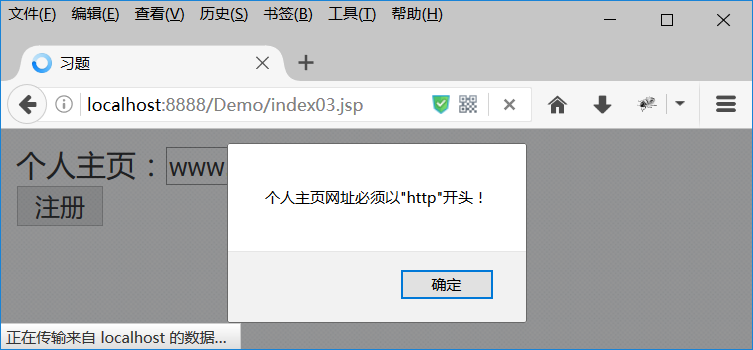 文件(F) 编辑(E) 查看(V) 历史(S) 书签(B) 工具(T) 帮助(H)
习题
localhost:8888/Demo/index03.jsp
个人主页：www
注册
个人主页网址必须以"http"开头！
确定
正在传输来自 localhost 的数据...